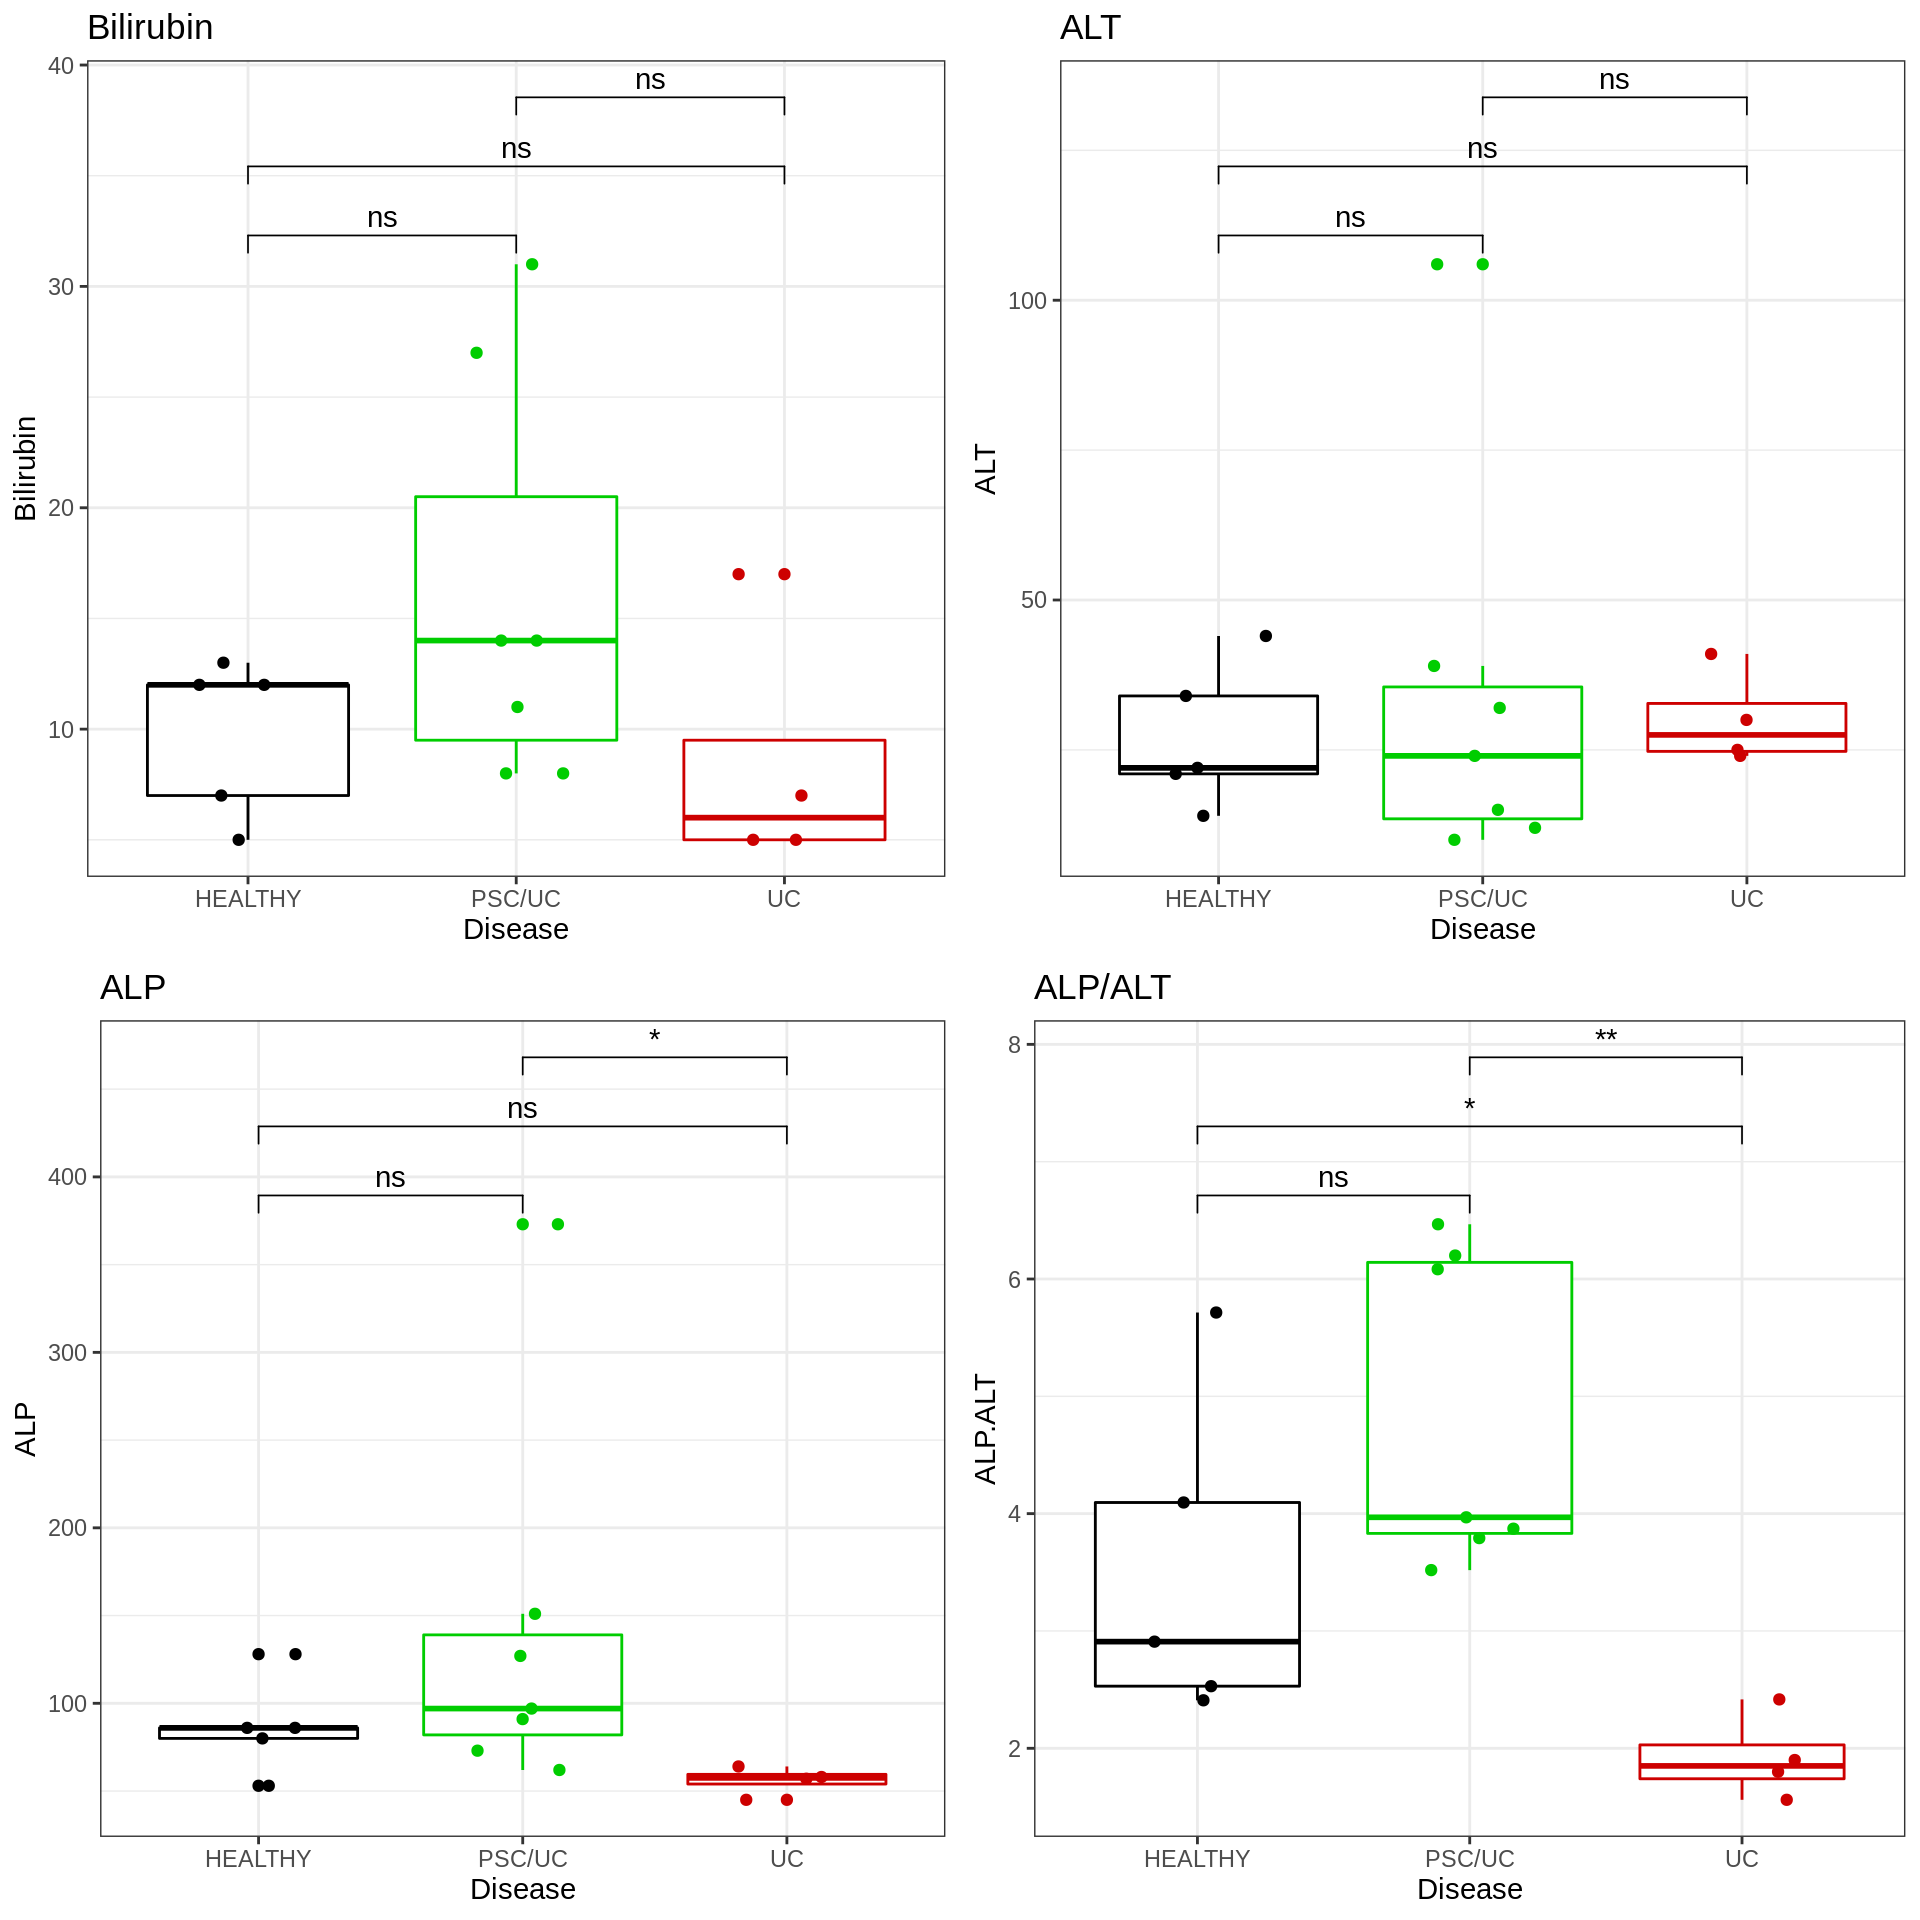 Bilirubin
40
30
20
10
ns
ns
ns
Bilirubin
HEALTHY PSC/UC UC
Disease
ALT
100
50
ns
ns
ns
ALT
HEALTHY PSC/UC UC
Disease
ALP
400
300
200
100
*
ns
ns
ALP
HEALTHY PSC/UC UC
Disease
ALP/ALT
8
6
4
2
**
*
ns
ALP.ALT
HEALTHY PSC/UC UC
Disease